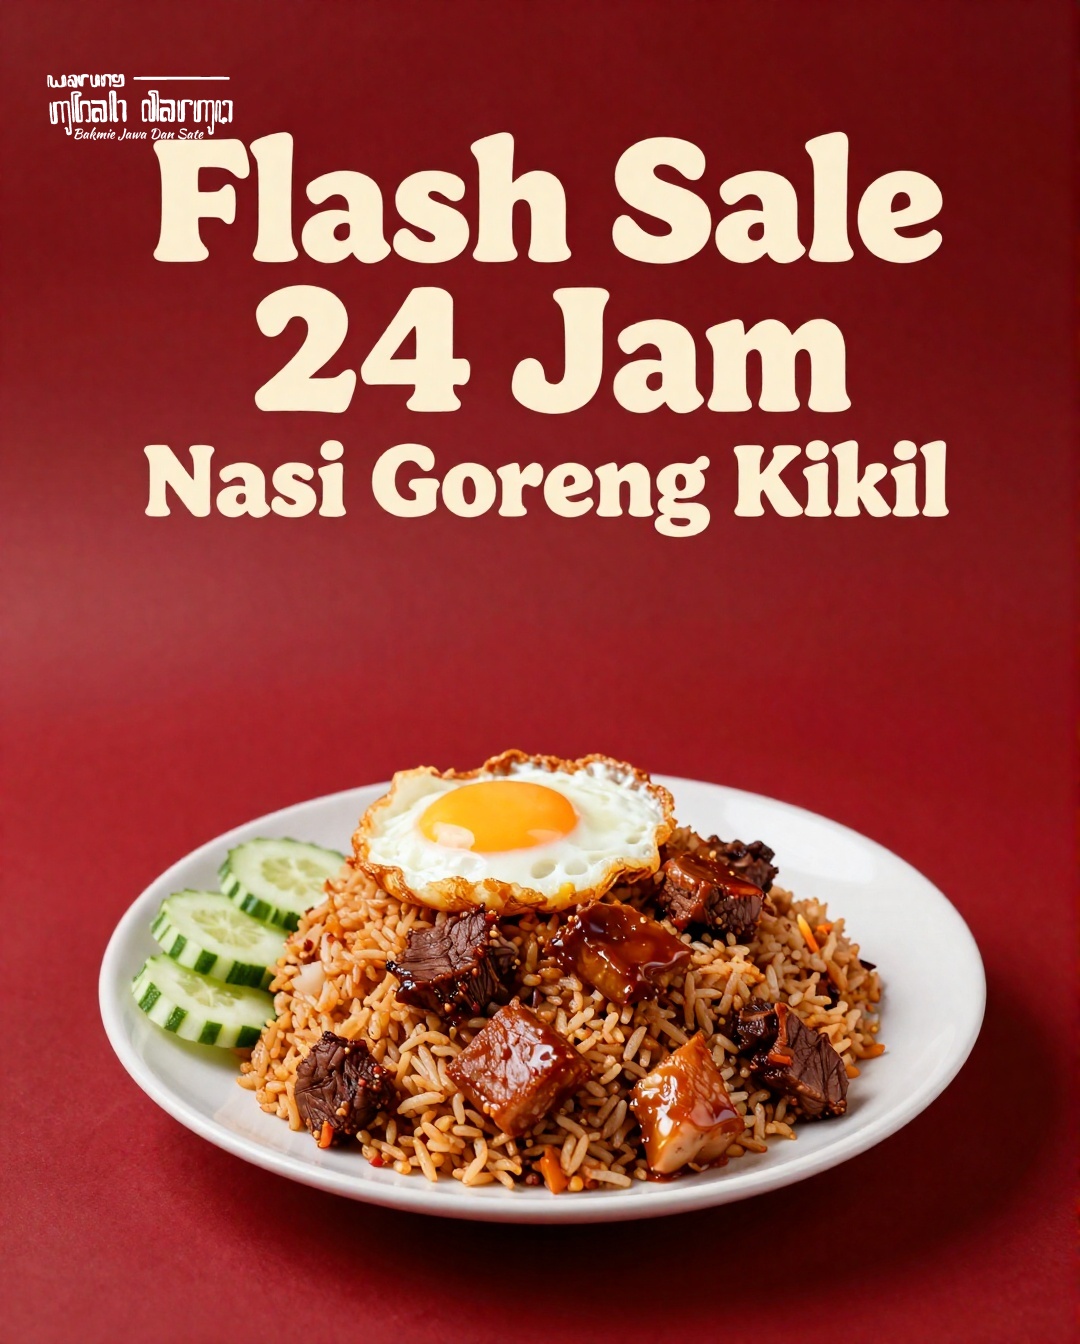 warung
mbah darmo
Bakmie Jawa Dan Sate
Flash Sale
24 Jam
Nasi Goreng Kikil